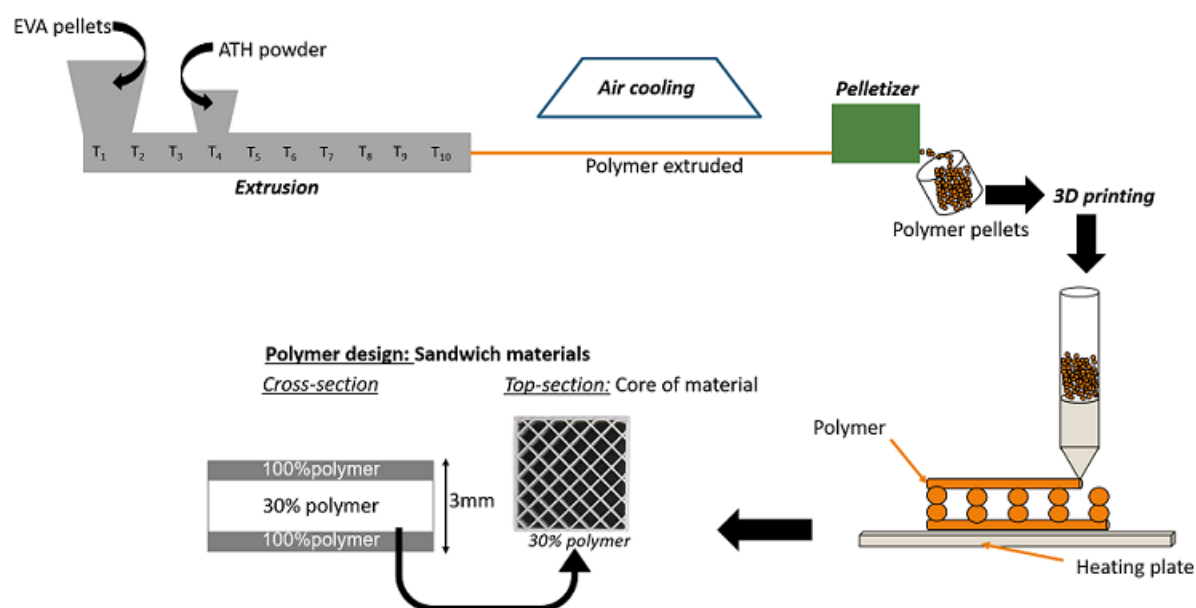 EVA pellets
ATH powder
Air cooling
Pelletizer
T₁ T₂ T₃ T₄ T₅ T₆ T₇ T₈ T₉ T₁₀
Extrusion
Polymer extruded
Polymer pellets
3D printing
Polymer design: Sandwich materials
Cross-section
Top-section: Core of material
100%polymer
30% polymer
100%polymer
3mm
30% polymer
Polymer
Heating plate